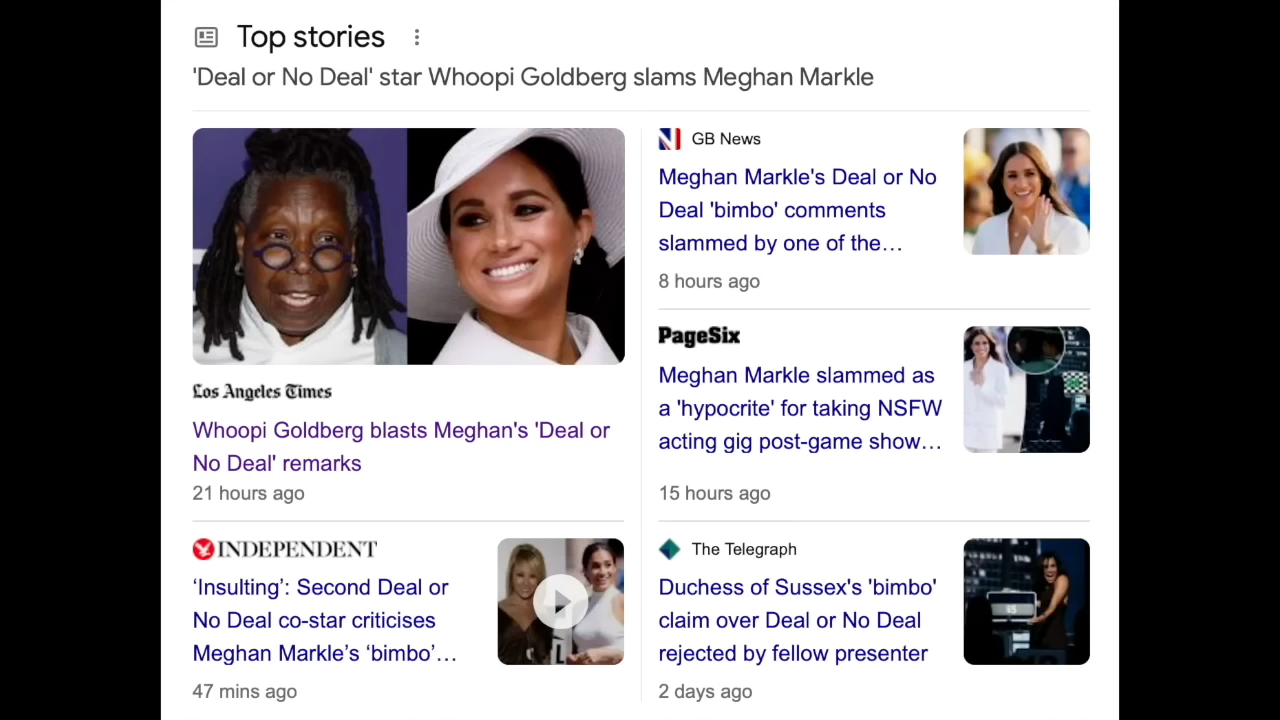 Top stories
'Deal or No Deal' star Whoopi Goldberg slams Meghan Markle
Los Angeles Times
Whoopi Goldberg blasts Meghan's 'Deal or
No Deal' remarks
21 hours ago
INDEPENDENT
‘Insulting’: Second Deal or
No Deal co-star criticises
Meghan Markle’s ‘bimbo’…
47 mins ago
GB News
Meghan Markle's Deal or No
Deal 'bimbo' comments
slammed by one of the…
8 hours ago
PageSix
Meghan Markle slammed as
a 'hypocrite' for taking NSFW
acting gig post-game show…
15 hours ago
The Telegraph
Duchess of Sussex's 'bimbo'
claim over Deal or No Deal
rejected by fellow presenter
2 days ago